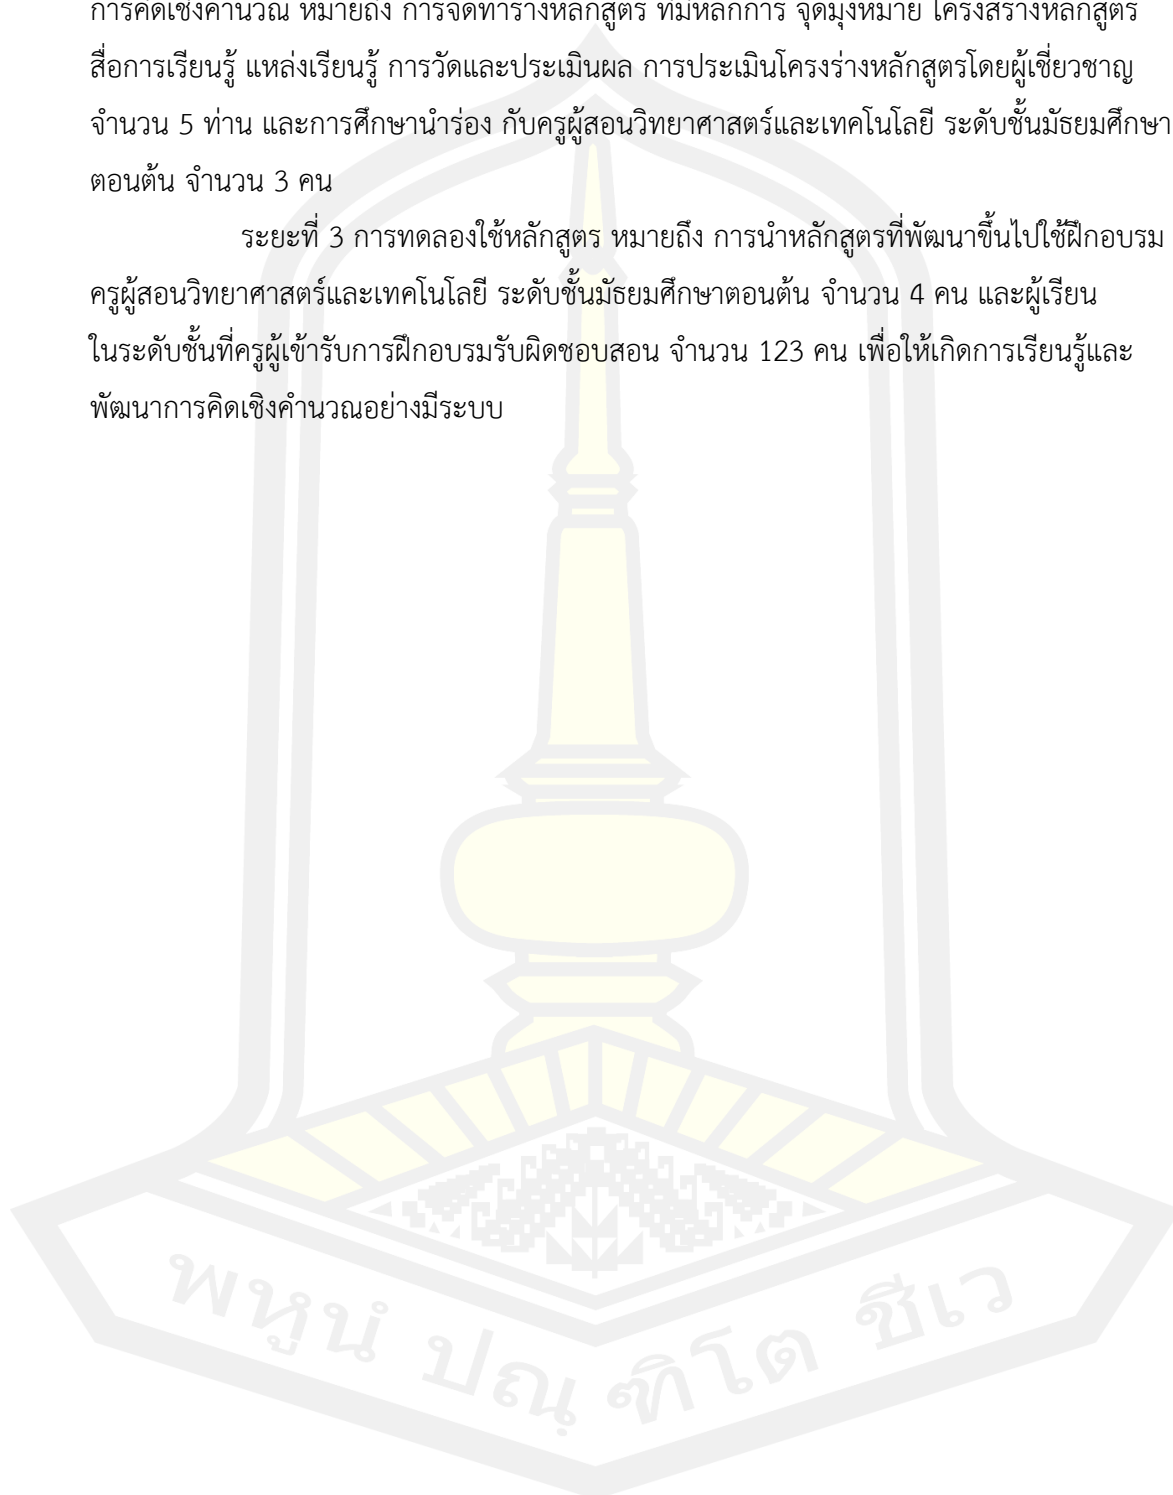 การคิดเชิงคำนวณ หมายถึง การจัดทำร่างหลักสูตร ที่มีหลักการ จุดมุ่งหมาย โครงสร้างหลักสูตร
สื่อการเรียนรู้ แหล่งเรียนรู้ การวัดและประเมินผล การประเมินโครงร่างหลักสูตรโดยผู้เชี่ยวชาญ
จำนวน 5 ท่าน และการศึกษานำร่อง กับครูผู้สอนวิทยาศาสตร์และเทคโนโลยี ระดับชั้นมัธยมศึกษา
ตอนต้น จำนวน 3 คน
ระยะที่ 3 การทดลองใช้หลักสูตร หมายถึง การนำหลักสูตรที่พัฒนาขึ้นไปใช้ฝึกอบรม
ครูผู้สอนวิทยาศาสตร์และเทคโนโลยี ระดับชั้นมัธยมศึกษาตอนต้น จำนวน 4 คน และผู้เรียน
ในระดับชั้นที่ครูผู้เข้ารับการฝึกอบรมรับผิดชอบสอน จำนวน 123 คน เพื่อให้เกิดการเรียนรู้และ
พัฒนาการคิดเชิงคำนวณอย่างมีระบบ
พหูนํ ปณฺฑิโต ชีเว